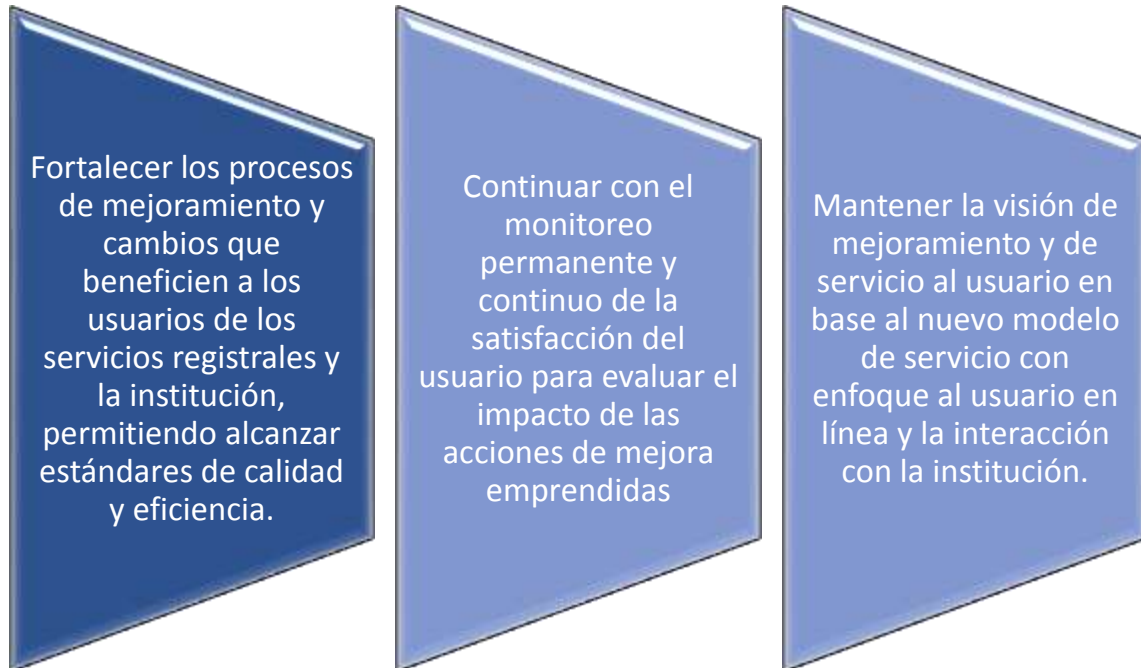 Fortalecer los procesos
de mejoramiento y
cambios que
beneficien a los
usuarios de los
servicios registrales y
la institución,
permitiendo alcanzar
estándares de calidad
y eficiencia.
Continuar con el
monitoreo
permanente y
continuo de la
satisfacción del
usuario para evaluar el
impacto de las
acciones de mejora
emprendidas
Mantener la visión de
mejoramiento y de
servicio al usuario en
base al nuevo modelo
de servicio con
enfoque al usuario en
línea y la interacción
con la institución.